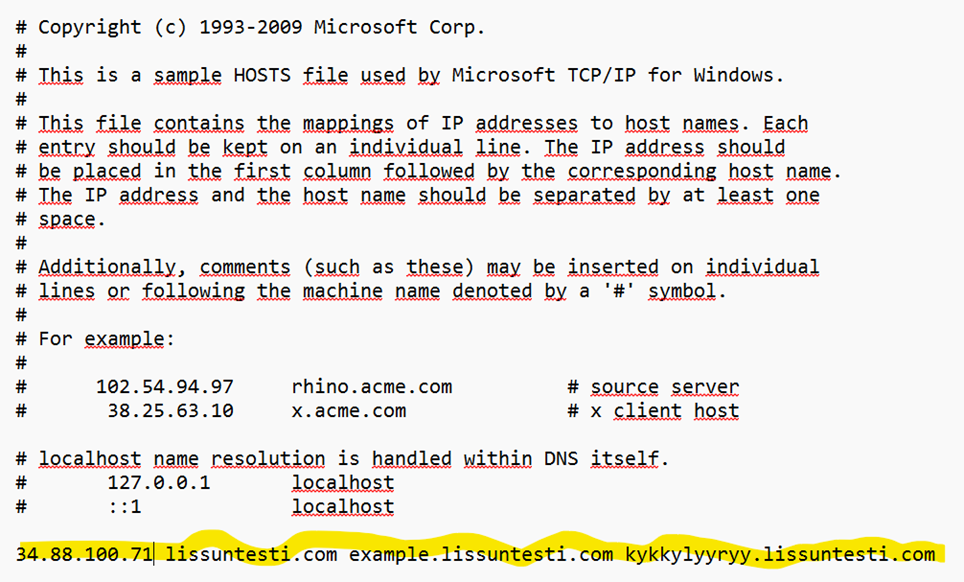 # Copyright (c) 1993-2009 Microsoft Corp.
#
# This is a sample HOSTS file used by Microsoft TCP/IP for Windows.
#
# This file contains the mappings of IP addresses to host names. Each
# entry should be kept on an individual line. The IP address should
# be placed in the first column followed by the corresponding host name.
# The IP address and the host name should be separated by at least one
# space.
#
# Additionally, comments (such as these) may be inserted on individual
# lines or following the machine name denoted by a '#' symbol.
#
# For example:
#
#      102.54.94.97     rhino.acme.com          # source server
#       38.25.63.10     x.acme.com              # x client host

# localhost name resolution is handled within DNS itself.
#       127.0.0.1       localhost
#       ::1             localhost

34.88.100.71 lissuntesti.com example.lissuntesti.com kykkylyyryy.lissuntesti.com